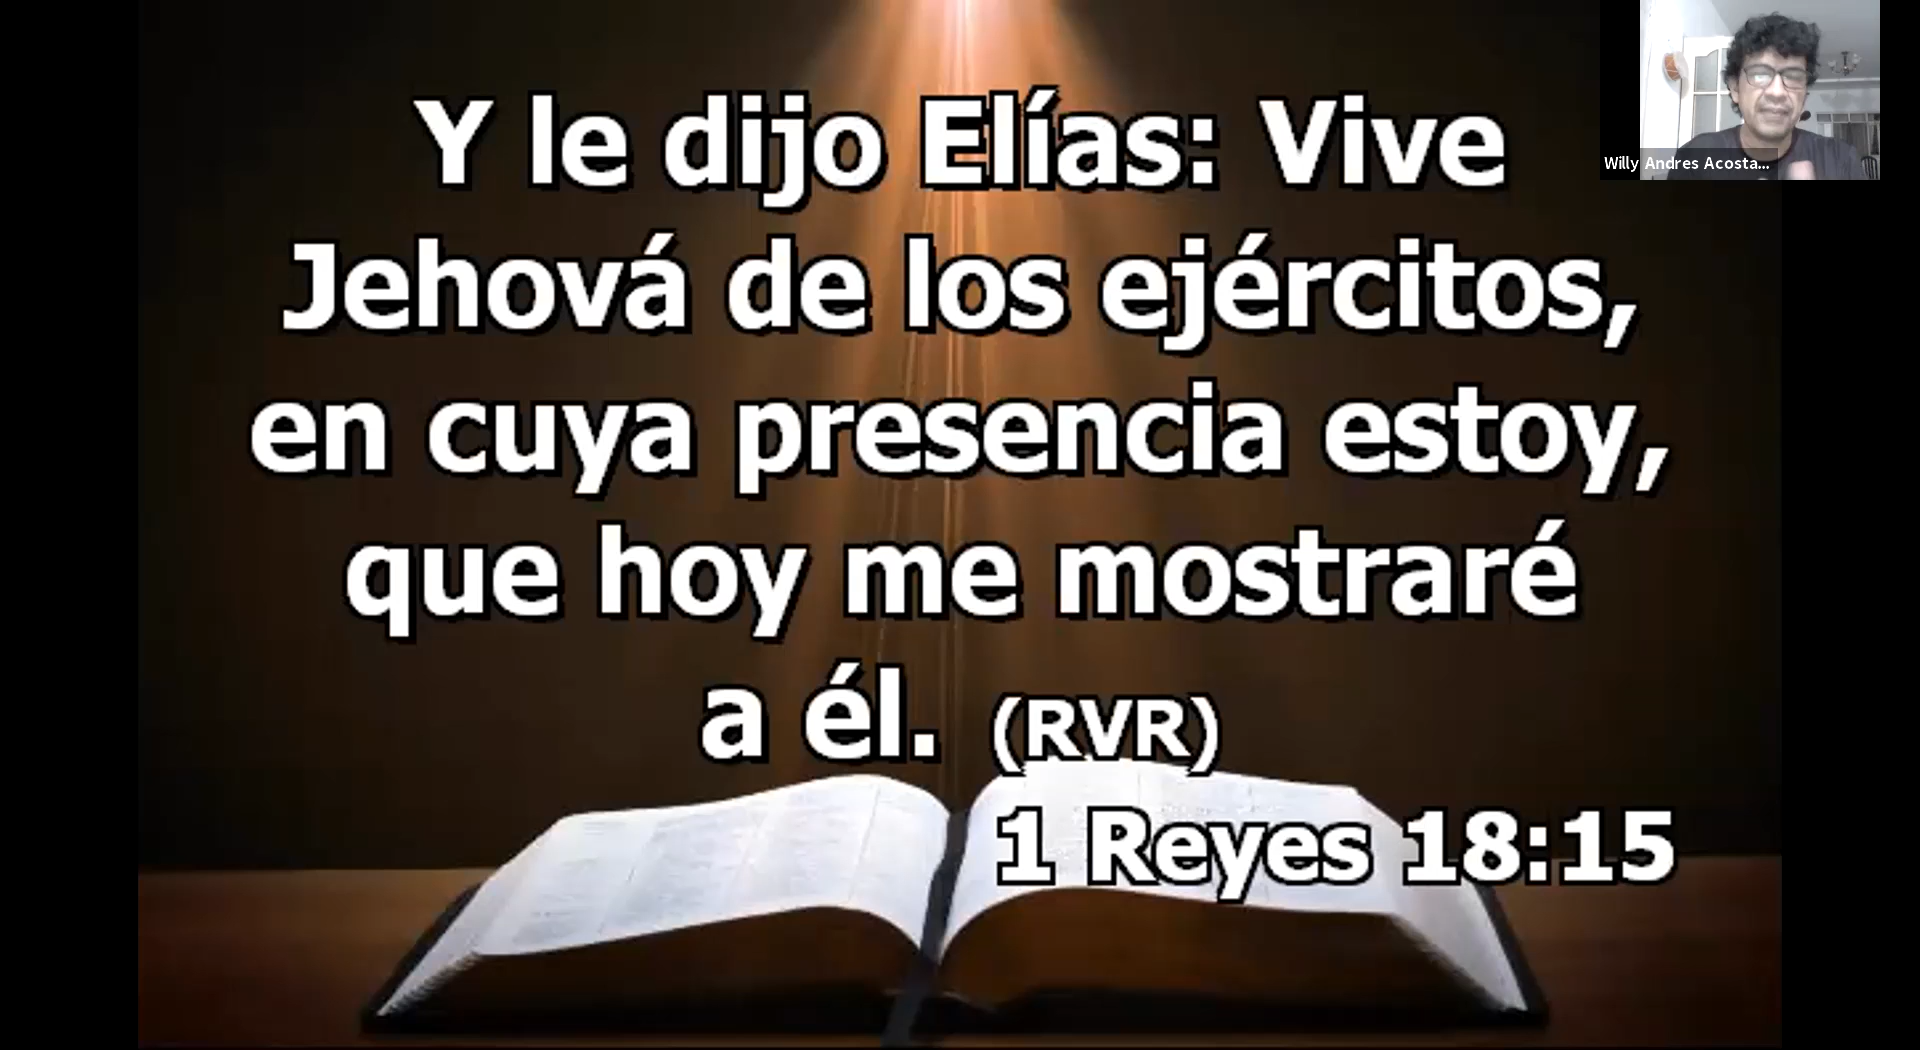 Y le dijo Elías: Vive
Jehová de los ejércitos,
en cuya presencia estoy,
que hoy me mostraré
a él. (RVR)
1 Reyes 18:15
Willy Andres Acosta...